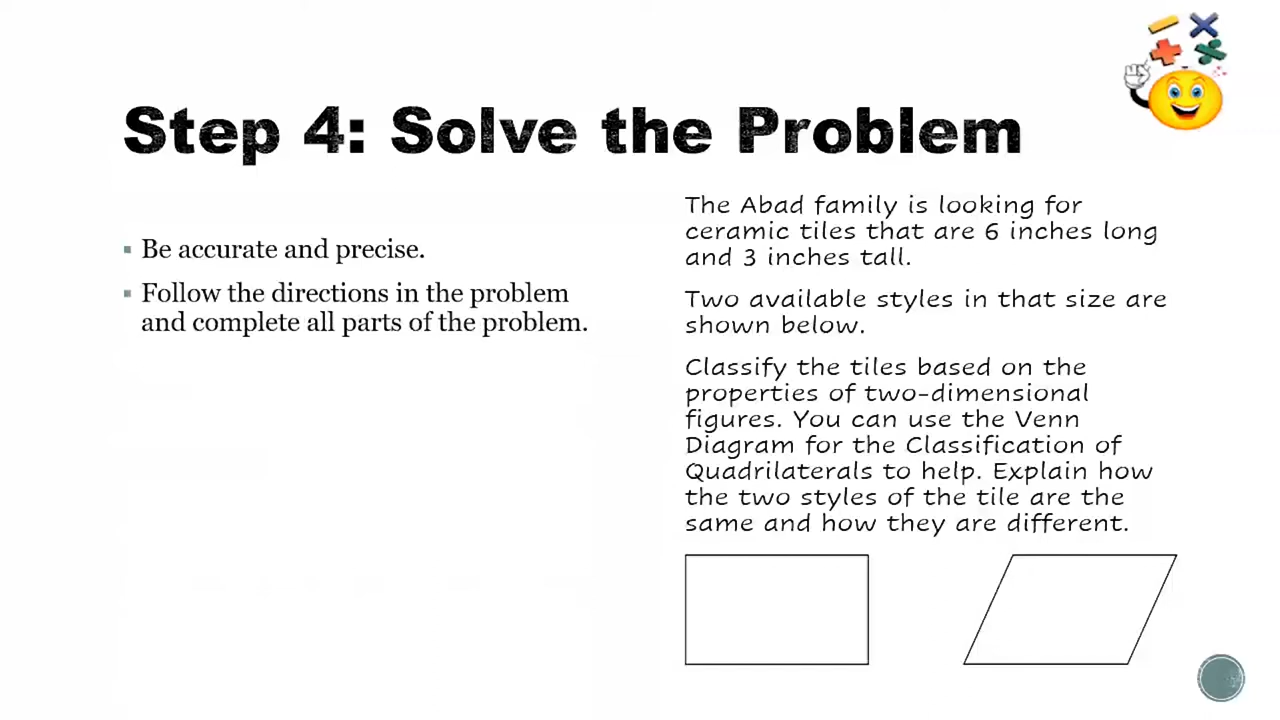 Step 4: Solve the Problem
Be accurate and precise.
Follow the directions in the problem
and complete all parts of the problem.
The Abad family is looking for
ceramic tiles that are 6 inches long
and 3 inches tall.
Two available styles in that size are
shown below.
Classify the tiles based on the
properties of two-dimensional
figures. You can use the Venn
Diagram for the Classification of
Quadrilaterals to help. Explain how
the two styles of the tile are the
same and how they are different.